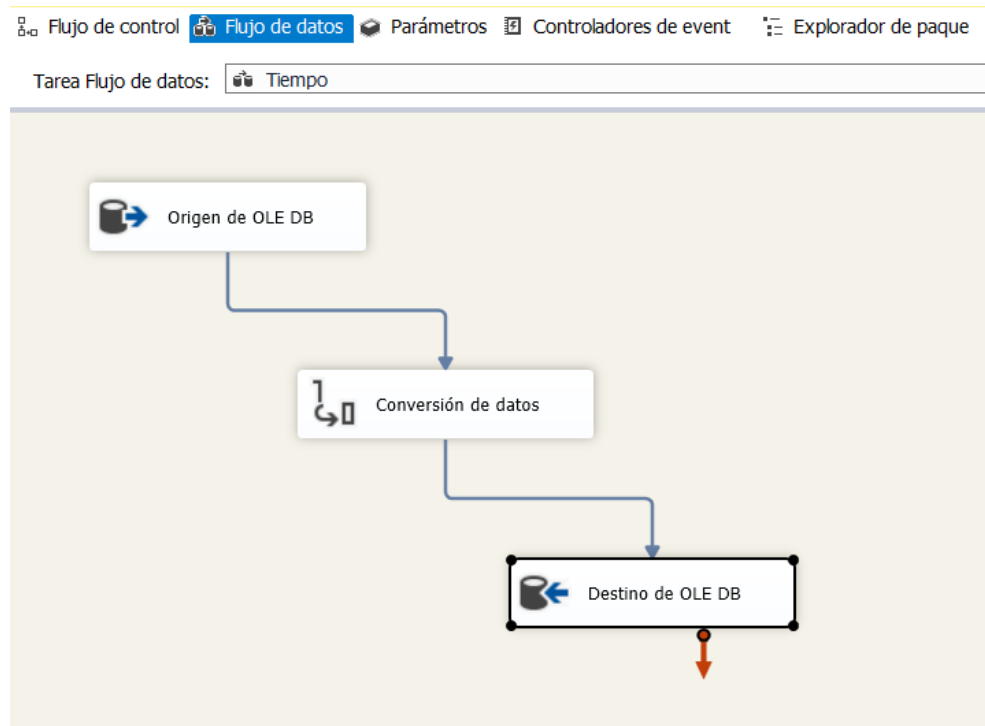 Flujo de control Flujo de datos Parámetros Controladores de event Explorador de paque
Tarea Flujo de datos: Tiempo
Origen de OLE DB
Conversión de datos
Destino de OLE DB